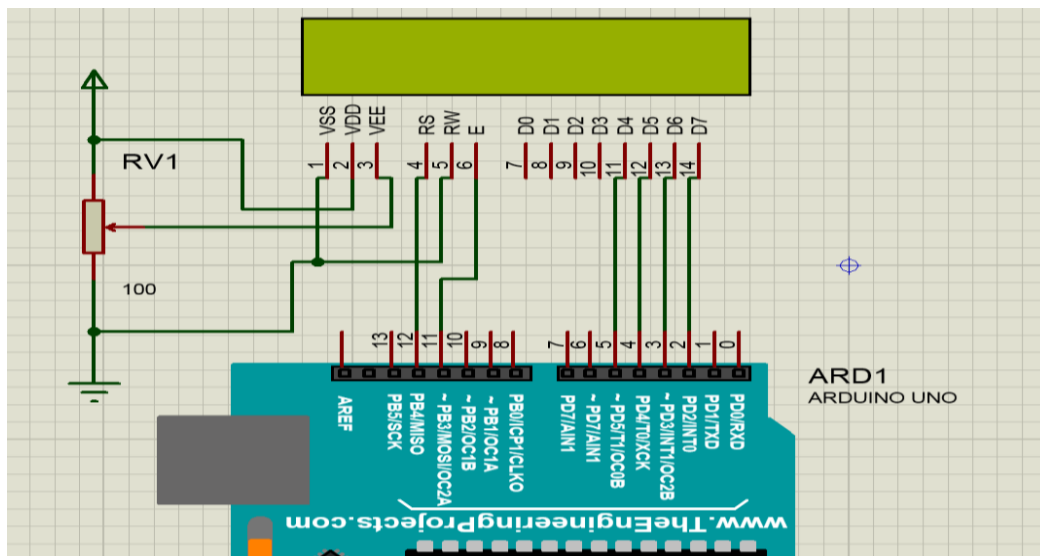 VSS
VDD
VEE
RS
RW
E
D0
D1
D2
D3
D4
D5
D6
D7
1
2
3
4
5
6
7
8
9
10
11
12
13
14
RV1
100
13
12
11
10
9
8
7
6
5
4
3
2
1
0
ARD1
ARDUINO UNO
AREF
PB5/SCK
PB4/MISO
~ PB3/MOSI/OC2A
~ PB2/OC1B
~ PB1/OC1A
PB0/ICP1/CLKO
PD7/AIN1
~ PD7/AIN1
~ PD5/T1/OC0B
PD4/T0/XCK
~ PD3/INT1/OC2B
PD2/INT0
PD1/TXD
PD0/RXD
www.TheEngineeringProjects.com